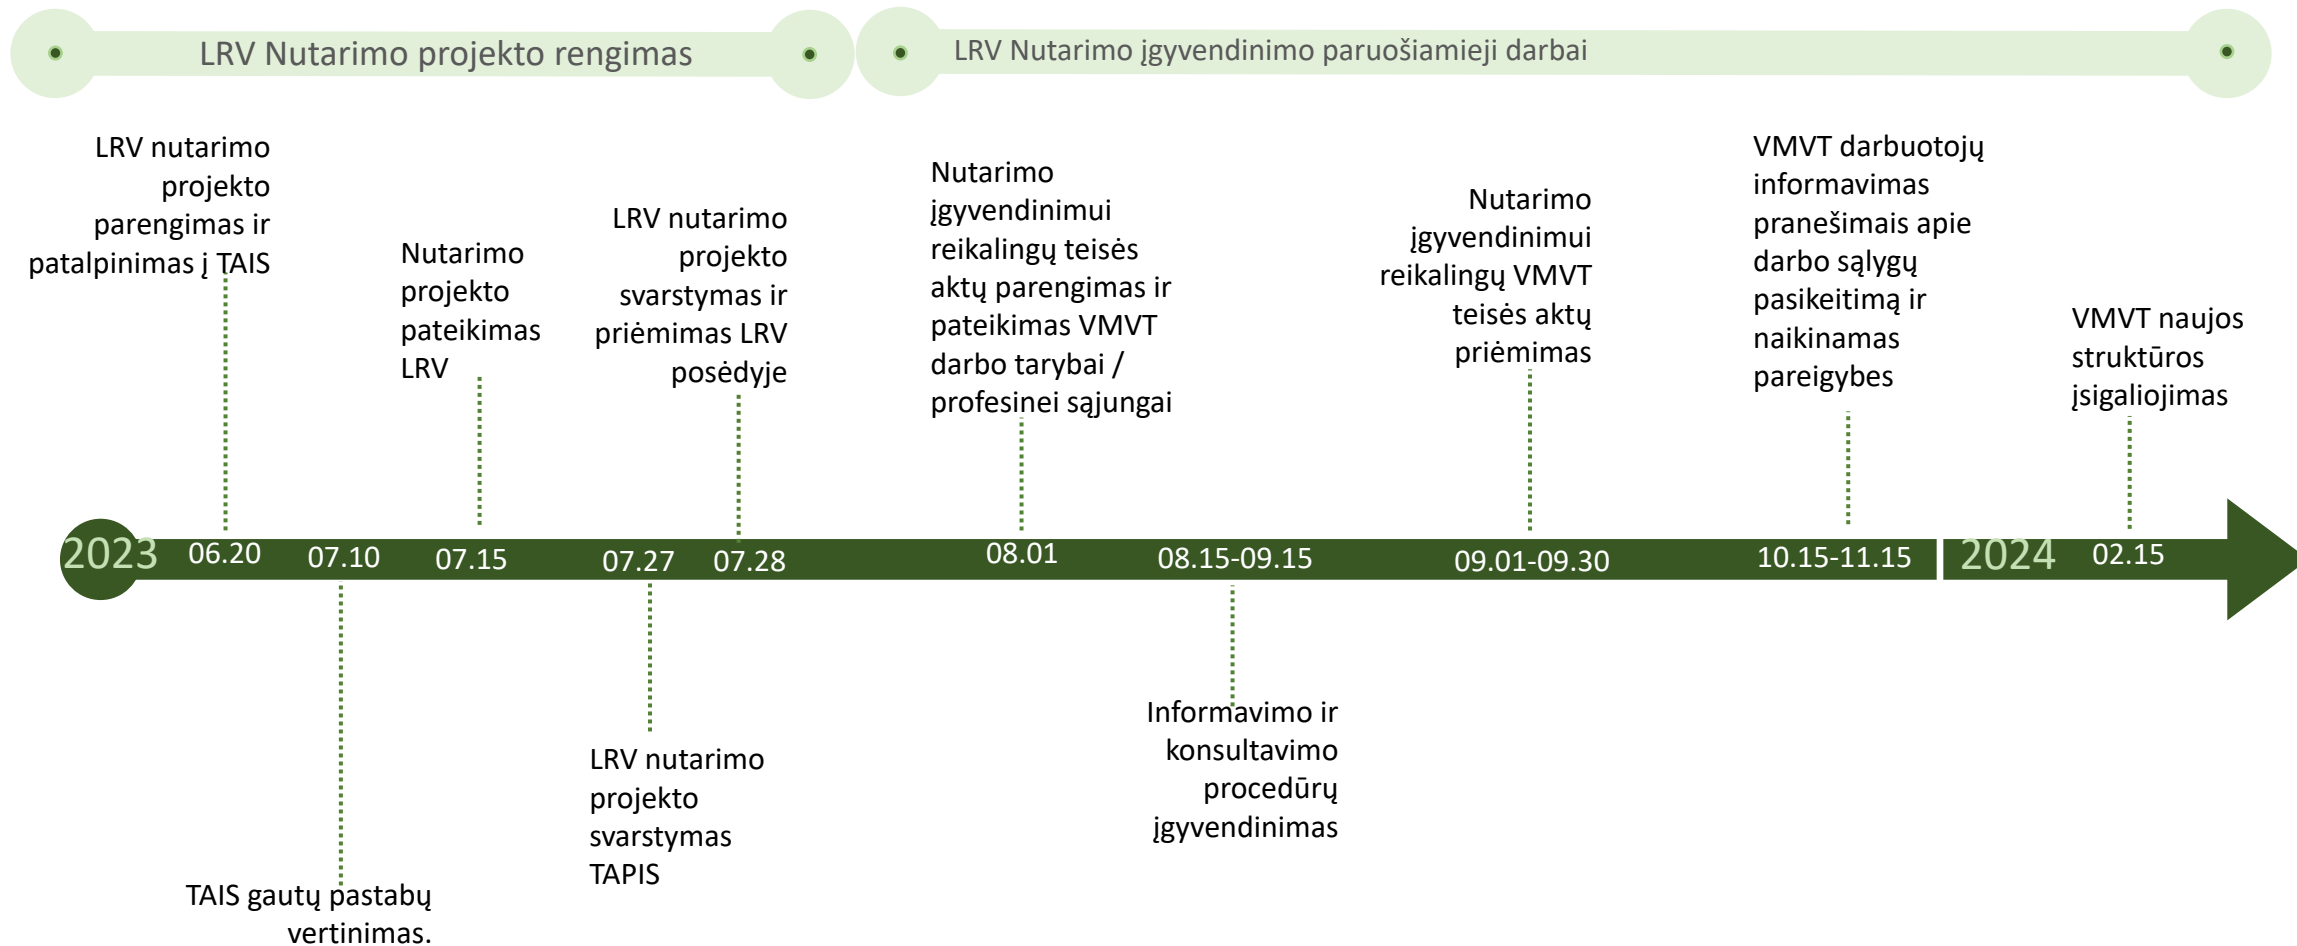 LRV Nutarimo projekto rengimas
LRV Nutarimo įgyvendinimo paruošiamieji darbai
LRV nutarimo
projekto
parengimas ir
patalpinimas į TAIS
Nutarimo
projekto
pateikimas
LRV
LRV nutarimo
projekto
svarstymas ir
priėmimas LRV
posėdyje
Nutarimo
įgyvendinimui
reikalingų teisės
aktų parengimas ir
pateikimas VMVT
darbo tarybai /
profesinei sąjungai
Nutarimo
įgyvendinimui
reikalingų VMVT
teisės aktų
priėmimas
VMVT darbuotojų
informavimas
pranešimais apie
darbo sąlygų
pasikeitimą ir
naikinamas
pareigybes
VMVT naujos
struktūros
įsigaliojimas
2023 06.20 07.10 07.15 07.27 07.28 08.01 08.15-09.15 09.01-09.30 10.15-11.15 2024 02.15
TAIS gautų pastabų
vertinimas.
LRV nutarimo
projekto
svarstymas
TAPIS
Informavimo ir
konsultavimo
procedūrų
įgyvendinimas